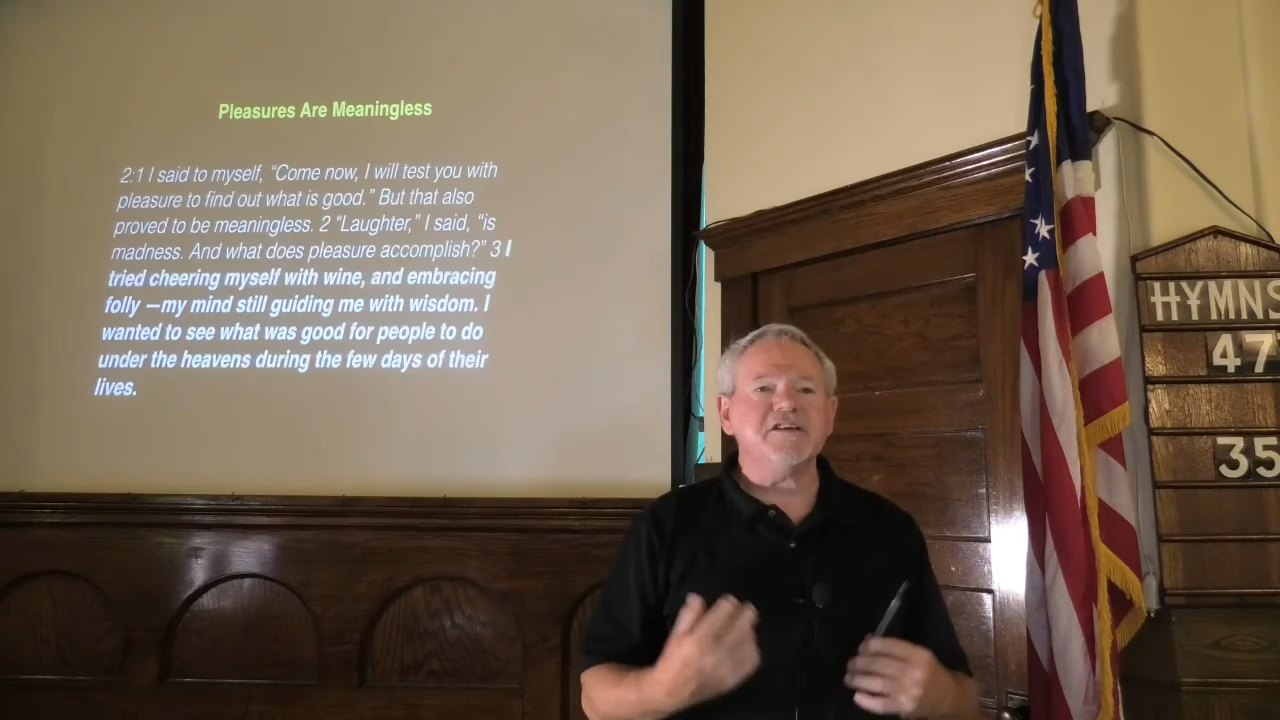 Pleasures Are Meaningless
2:1 I said to myself, “Come now, I will test you with
pleasure to find out what is good.” But that also
proved to be meaningless. 2 “Laughter,” I said, “is
madness. And what does pleasure accomplish?” 3 I
tried cheering myself with wine, and embracing
folly —my mind still guiding me with wisdom. I
wanted to see what was good for people to do
under the heavens during the few days of their
lives.
HYMNS
47
35